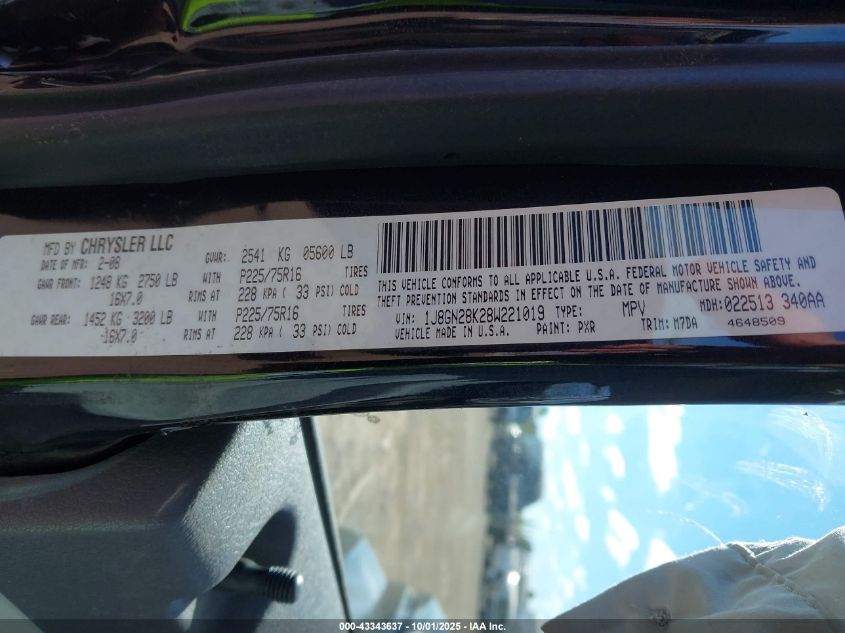 MFD BY CHRYSLER LLC
DATE OF MFR: 2-08
GVWR: 2541 KG 05600 LB
GAWR FRONT: 1248 KG 2750 LB
WITH P225/75R16 TIRES
16X7.0
RIMS AT 228 KPA ( 33 PSI) COLD
GAWR REAR: 1452 KG 3200 LB
WITH P225/75R16 TIRES
16X7.0
RIMS AT 228 KPA ( 33 PSI) COLD
THIS VEHICLE CONFORMS TO ALL APPLICABLE U.S.A. FEDERAL MOTOR VEHICLE SAFETY AND
THEFT PREVENTION STANDARDS IN EFFECT ON THE DATE OF MANUFACTURE SHOWN ABOVE.
VIN: 1J8GN28K28W221019 TYPE: MPV MDH: 022513 340AA
VEHICLE MADE IN U.S.A. PAINT: PXR TRIM: M7DA 4648509
000-43343637 - 10/01/2025 - IAA Inc.